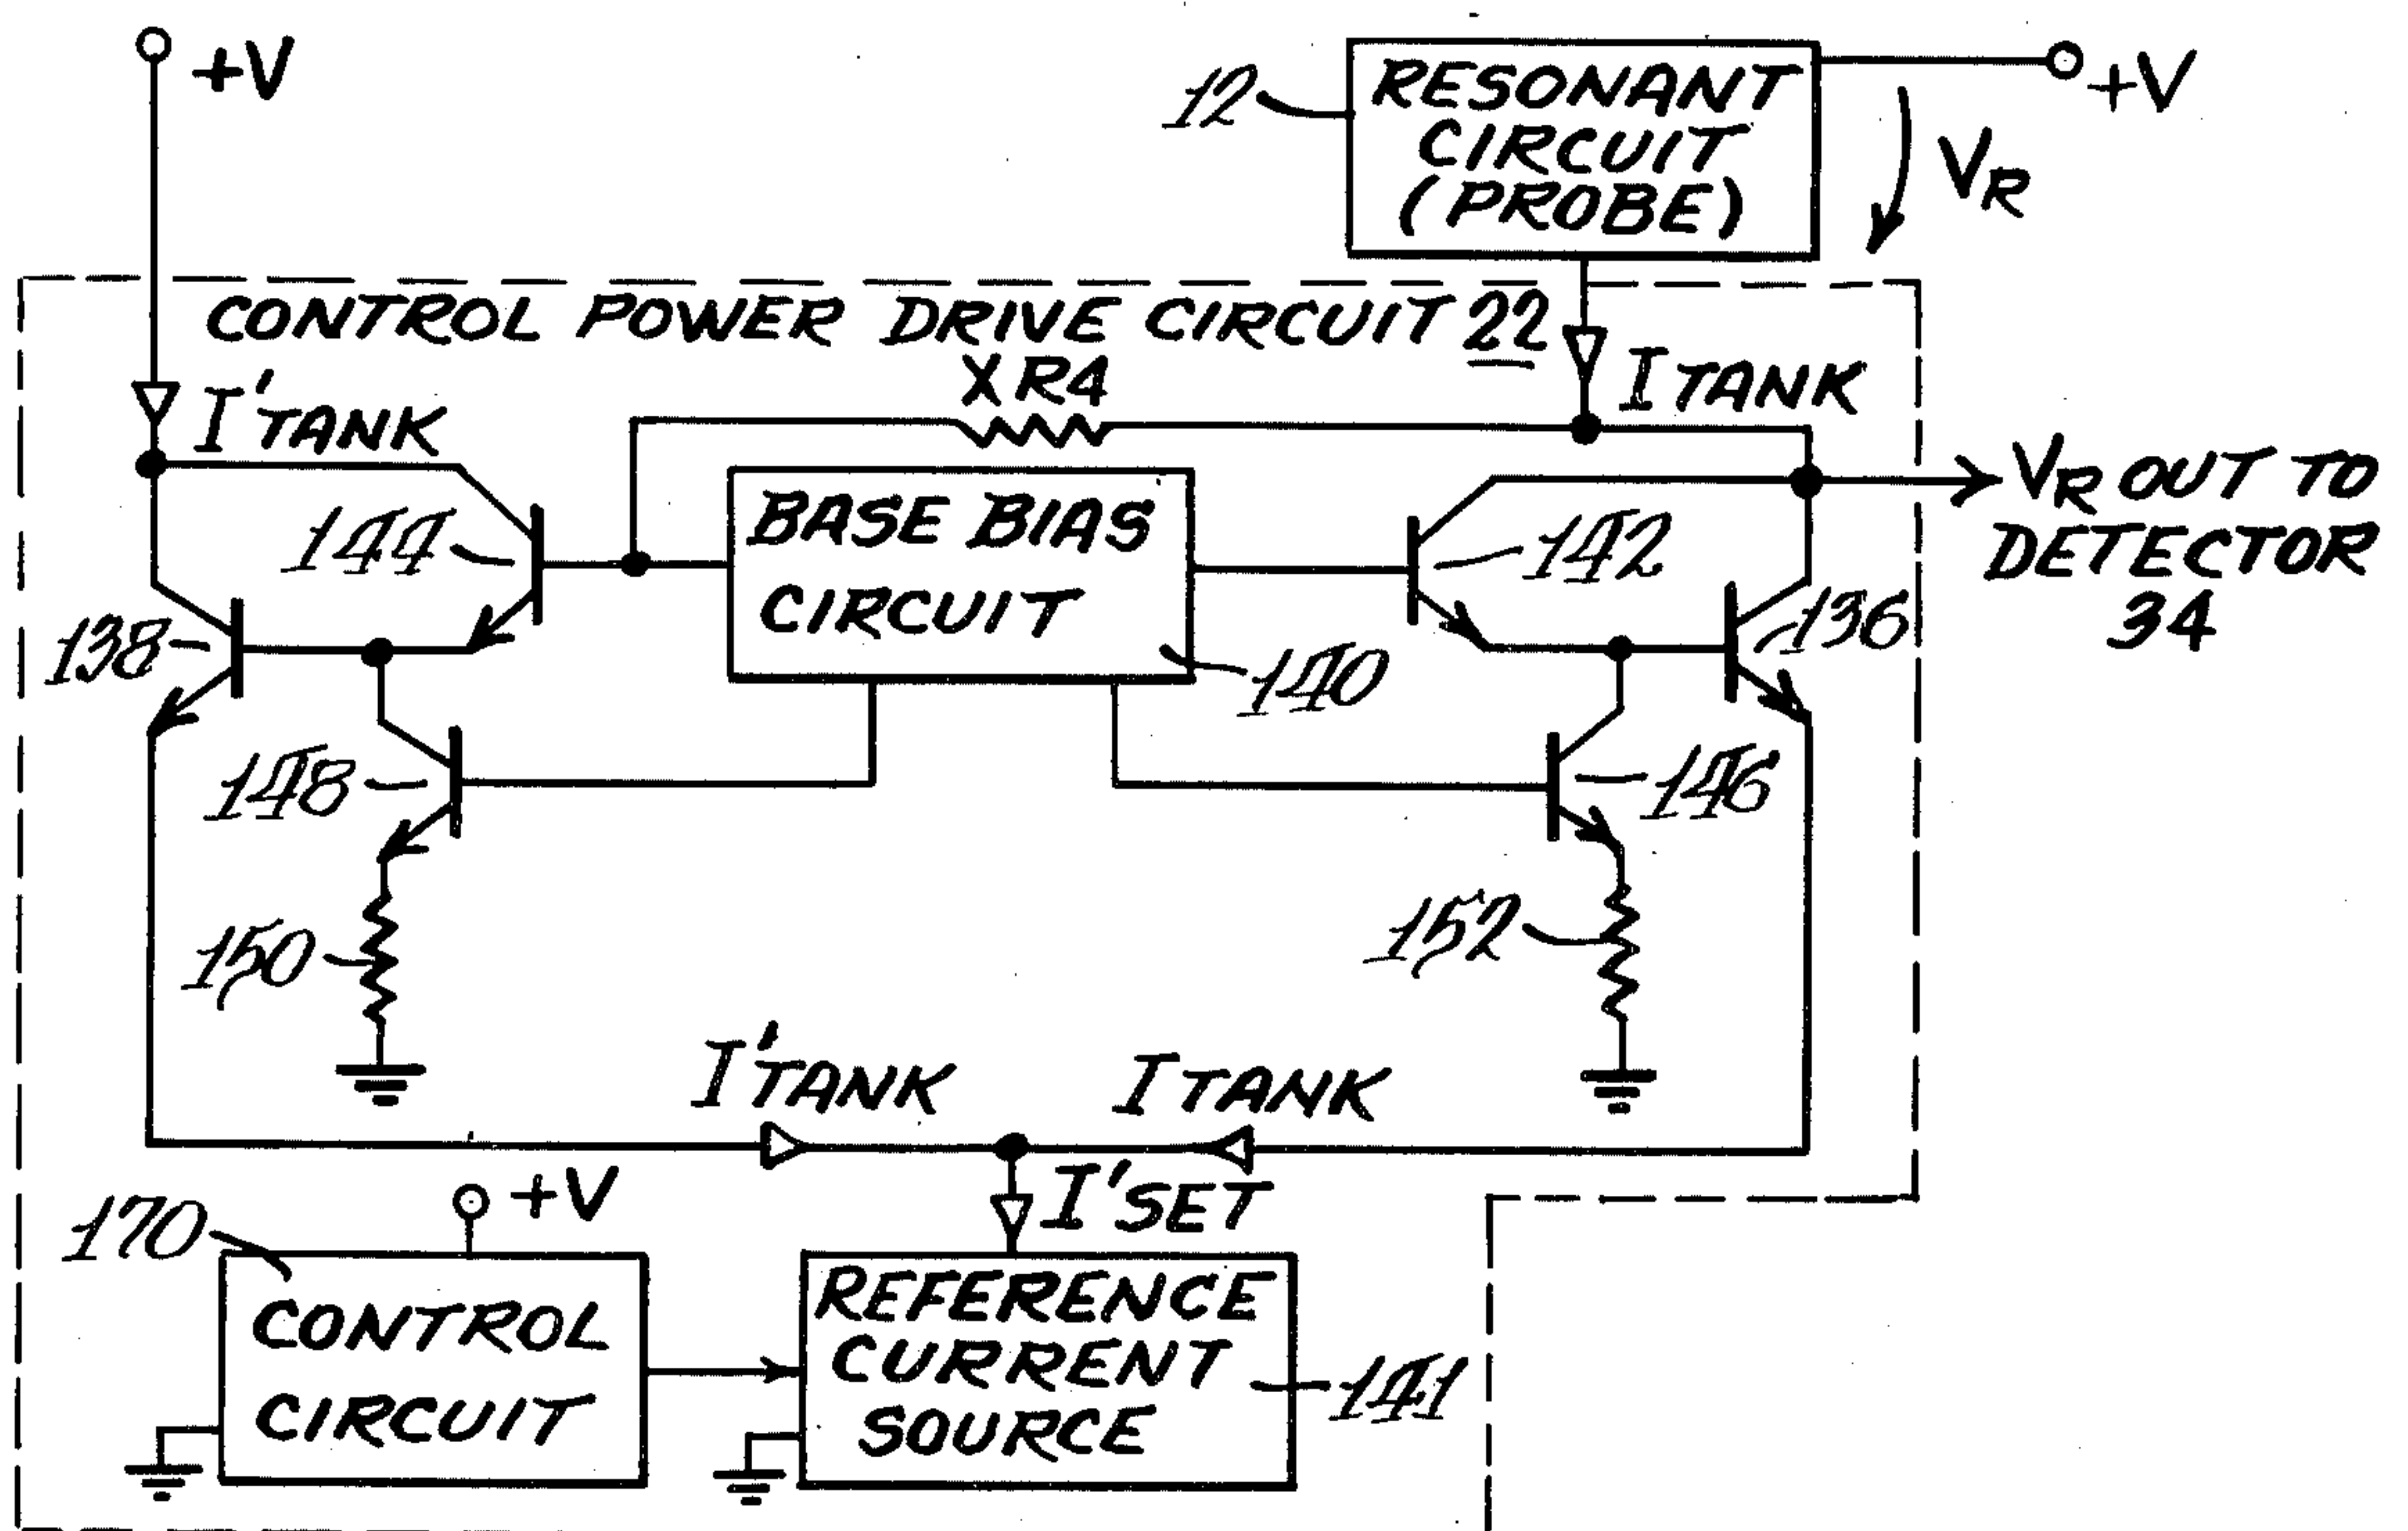 +V
RESONANT
CIRCUIT
(PROBE)
12
+V
VR
CONTROL POWER DRIVE CIRCUIT 22
I'TANK
XR4
ITANK
VR OUT TO
DETECTOR
34
144
BASE BIAS
CIRCUIT
142
138
140
136
148
146
150
152
I'TANK
ITANK
I'SET
170
+V
CONTROL
CIRCUIT
REFERENCE
CURRENT
SOURCE
141